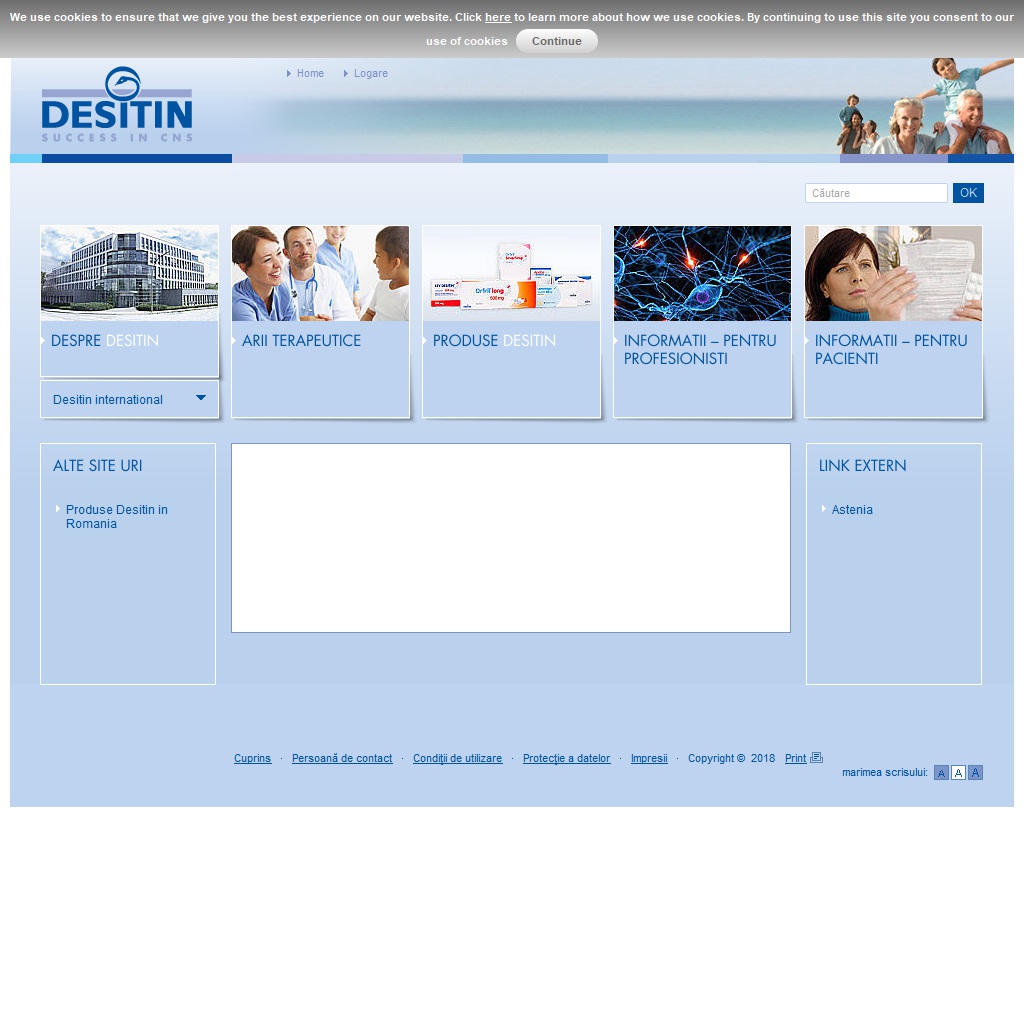 We use cookies to ensure that we give you the best experience on our website. Click here to learn more about how we use cookies. By continuing to use this site you consent to our
use of cookies Continue
Home Logare
DESITIN
SUCCESS IN CNS
Căutare OK
Orfiril long
DESPRE DESITIN
ARII TERAPEUTICE
PRODUSE DESITIN
INFORMATII – PENTRU
PROFESIONISTI
INFORMATII – PENTRU
PACIENTI
Desitin international
ALTE SITE URI
Produse Desitin in
Romania
LINK EXTERN
Astenia
Cuprins · Persoană de contact · Condiţii de utilizare · Protecţie a datelor · Impresii · Copyright © 2018 Print
marimea scrisului: A A A